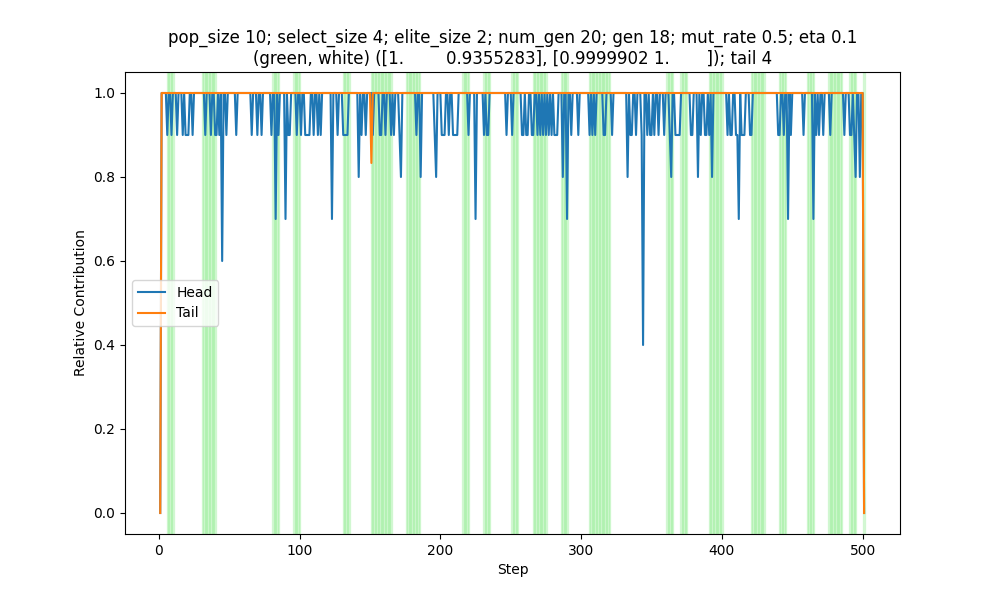 pop_size 10; select_size 4; elite_size 2; num_gen 20; gen 18; mut_rate 0.5; eta 0.1
(green, white) ([1.        0.9355283], [0.9999902 1.       ]); tail 4
1.0
0.8
0.6
0.4
0.2
0.0
Relative Contribution
Head
Tail
0
100
200
300
400
500
Step